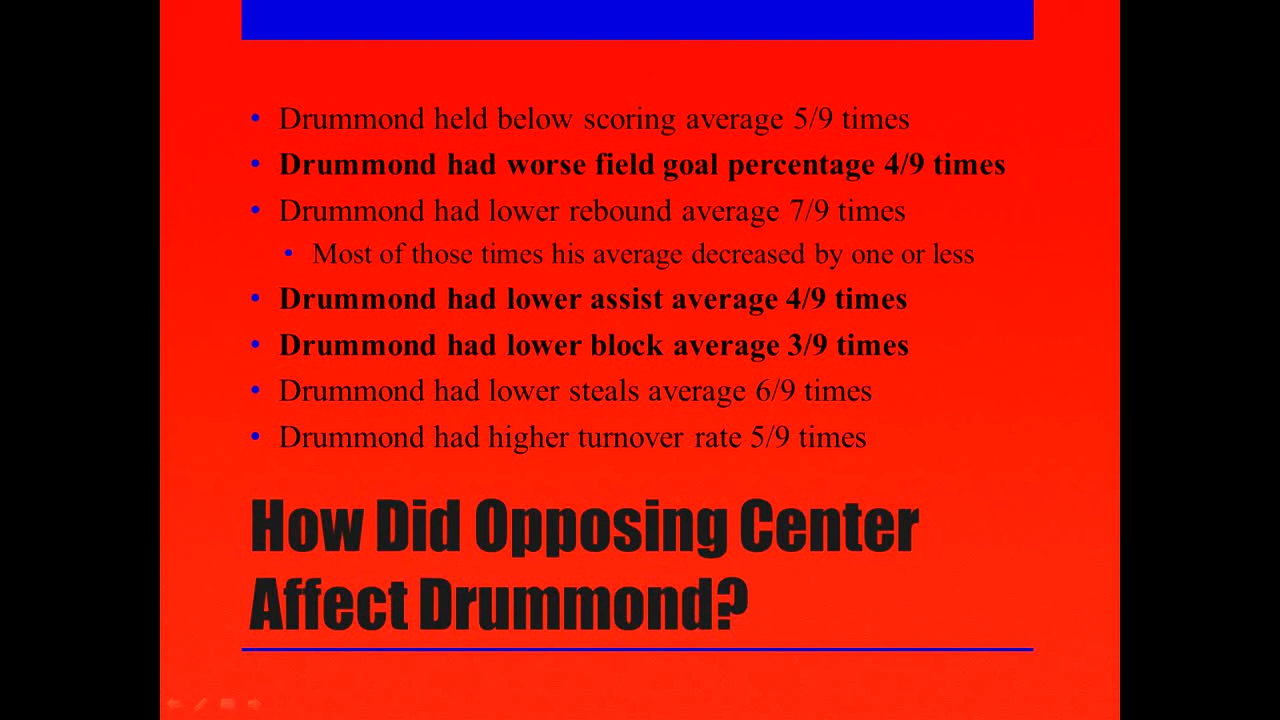 • Drummond held below scoring average 5/9 times
• Drummond had worse field goal percentage 4/9 times
• Drummond had lower rebound average 7/9 times
• Most of those times his average decreased by one or less
• Drummond had lower assist average 4/9 times
• Drummond had lower block average 3/9 times
• Drummond had lower steals average 6/9 times
• Drummond had higher turnover rate 5/9 times
How Did Opposing Center
Affect Drummond?